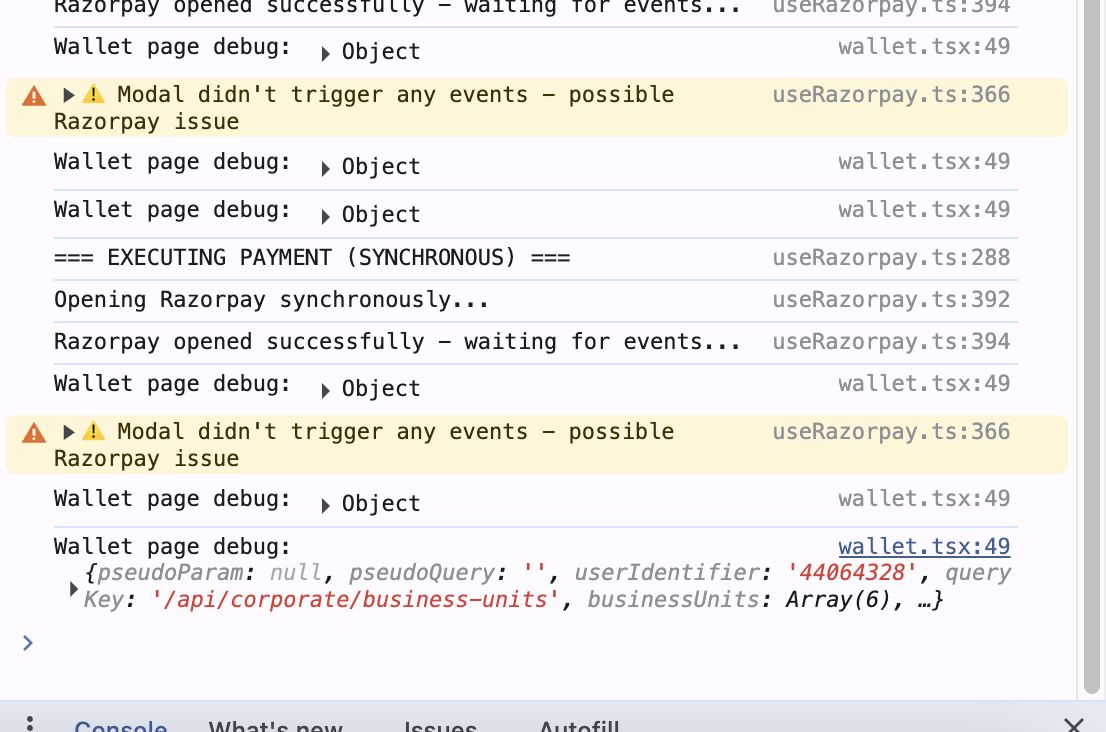 Razorpay opened successfully – waiting for events... useRazorpay.ts:394
Wallet page debug: ▶ Object wallet.tsx:49
▶ ⚠ Modal didn't trigger any events – possible useRazorpay.ts:366
Razorpay issue
Wallet page debug: ▶ Object wallet.tsx:49
Wallet page debug: ▶ Object wallet.tsx:49
=== EXECUTING PAYMENT (SYNCHRONOUS) === useRazorpay.ts:288
Opening Razorpay synchronously... useRazorpay.ts:392
Razorpay opened successfully – waiting for events... useRazorpay.ts:394
Wallet page debug: ▶ Object wallet.tsx:49
▶ ⚠ Modal didn't trigger any events – possible useRazorpay.ts:366
Razorpay issue
Wallet page debug: ▶ Object wallet.tsx:49
Wallet page debug: wallet.tsx:49
{pseudoParam: null, pseudoQuery: '', userIdentifier: '44064328', query
Key: '/api/corporate/business-units', businessUnits: Array(6), …}
Console What's new Issues Autofill